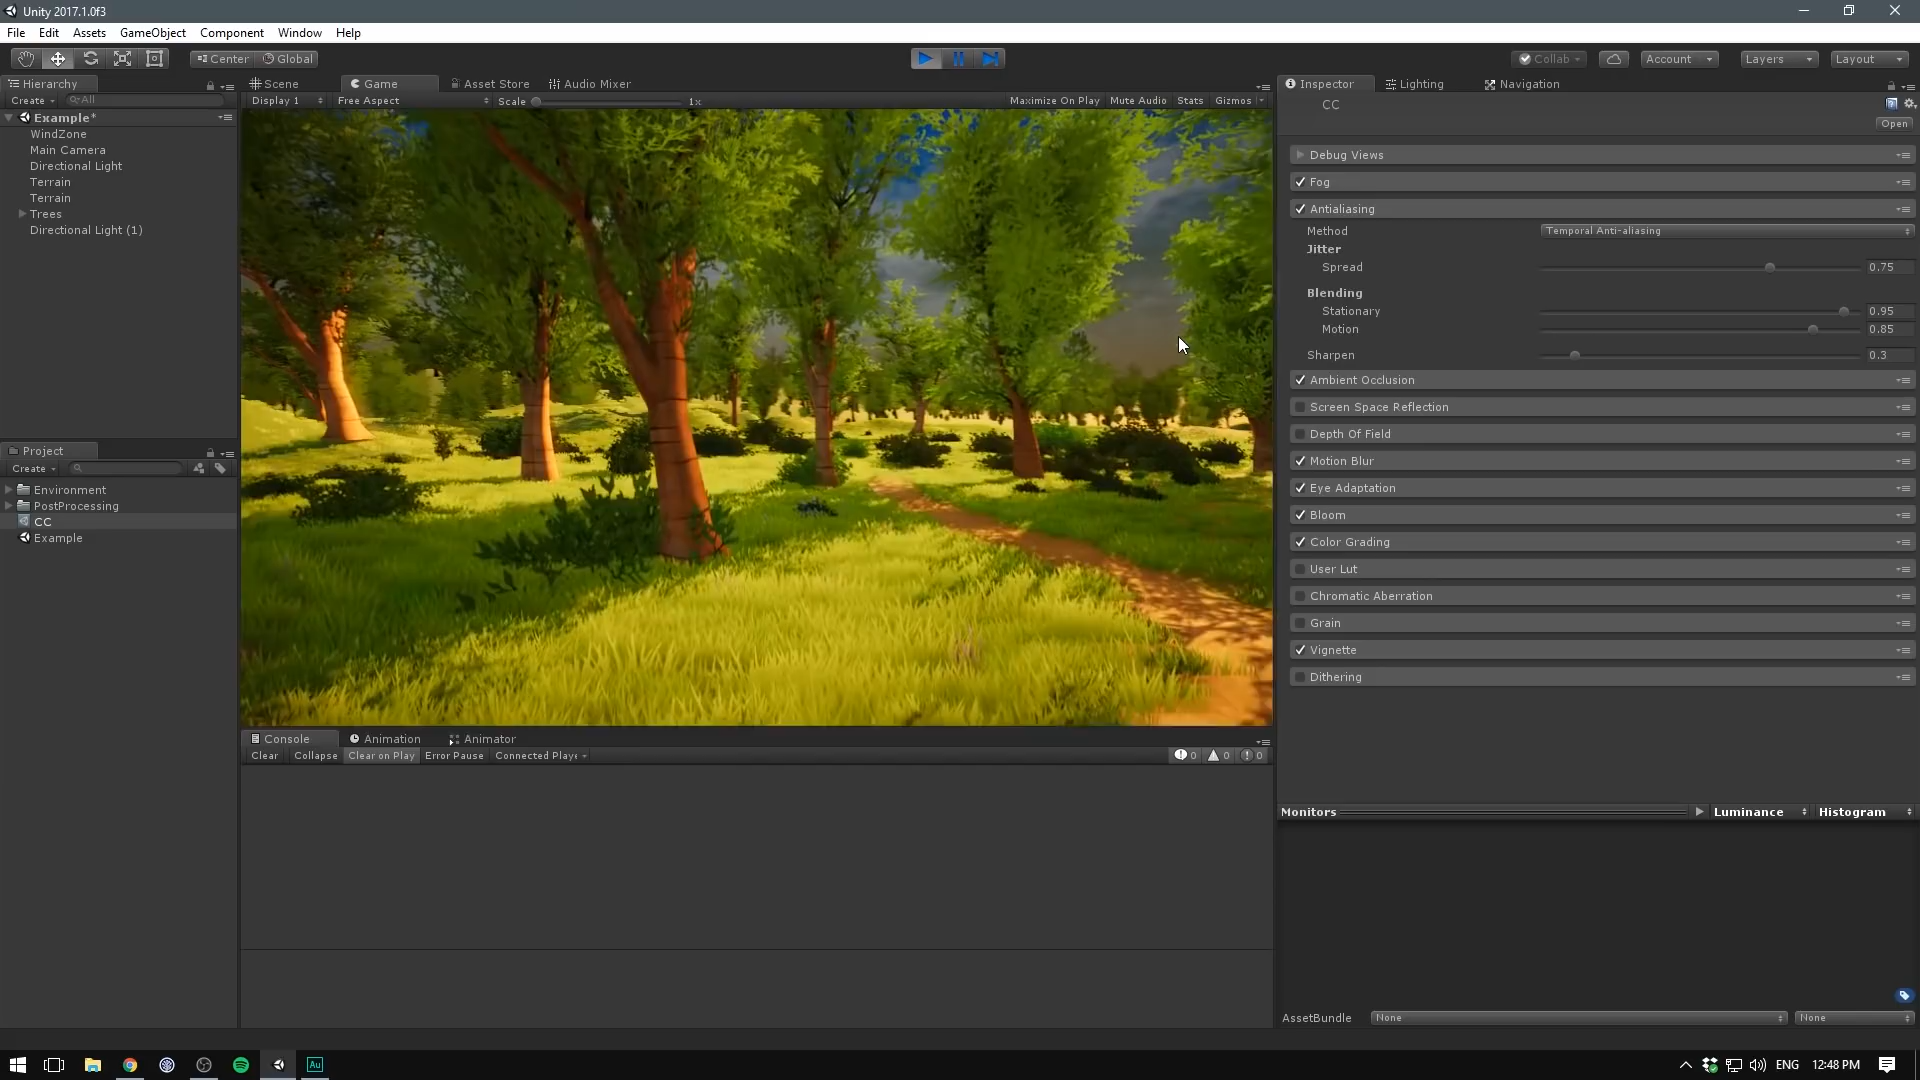 Unity 2017.1.0f3
File Edit Assets GameObject Component Window Help
Center Global
Collab Account Layers Layout
Hierarchy
Create All
Example*
WindZone
Main Camera
Directional Light
Terrain
Terrain
Trees
Directional Light (1)
Project
Create
Environment
PostProcessing
CC
Example
Scene Game Asset Store Audio Mixer
Display 1 Free Aspect Scale 1x Maximize On Play Mute Audio Stats Gizmos
Console Animation Animator
Clear Collapse Clear on Play Error Pause Connected Playe 0 0 0
Inspector Lighting Navigation
CC
Open
Debug Views
Fog
Antialiasing
Method Temporal Anti-aliasing
Jitter
Spread 0.75
Blending
Stationary 0.95
Motion 0.85
Sharpen 0.3
Ambient Occlusion
Screen Space Reflection
Depth Of Field
Motion Blur
Eye Adaptation
Bloom
Color Grading
User Lut
Chromatic Aberration
Grain
Vignette
Dithering
Monitors Luminance Histogram
AssetBundle None None
Au
ENG 12:48 PM